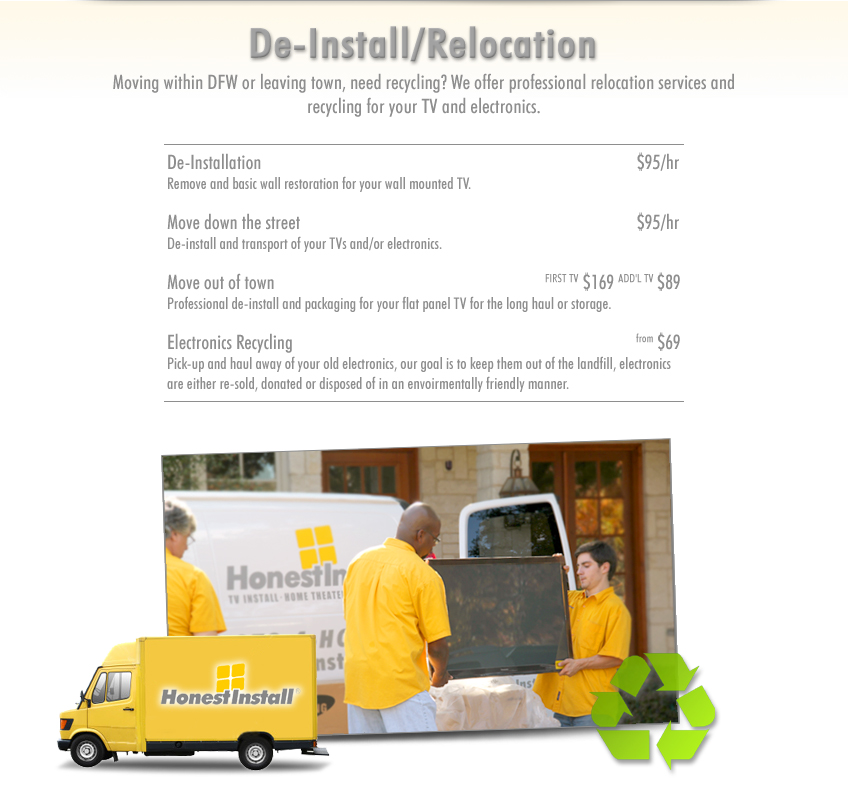 De-Install/Relocation
Moving within DFW or leaving town, need recycling? We offer professional relocation services and
recycling for your TV and electronics.
De-Installation $95/hr
Remove and basic wall restoration for your wall mounted TV.
Move down the street $95/hr
De-install and transport of your TVs and/or electronics.
Move out of town FIRST TV $169 ADD'L TV $89
Professional de-install and packaging for your flat panel TV for the long haul or storage.
Electronics Recycling from $69
Pick-up and haul away of your old electronics, our goal is to keep them out of the landfill, electronics
are either re-sold, donated or disposed of in an envoirmentally friendly manner.
HonestIn
TV INSTALL · HOME THEATE
HonestInstall